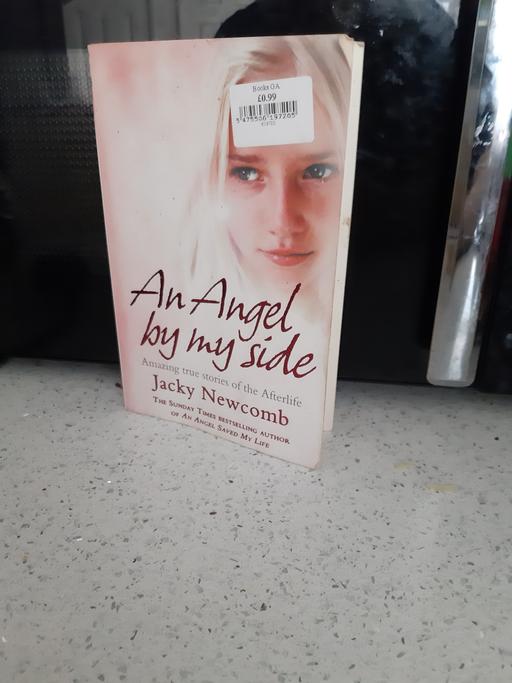 Books GA
£0.99
An Angel
by my side
Amazing true stories of the Afterlife
Jacky Newcomb
THE SUNDAY TIMES BESTSELLING AUTHOR
OF AN ANGEL SAVED MY LIFE